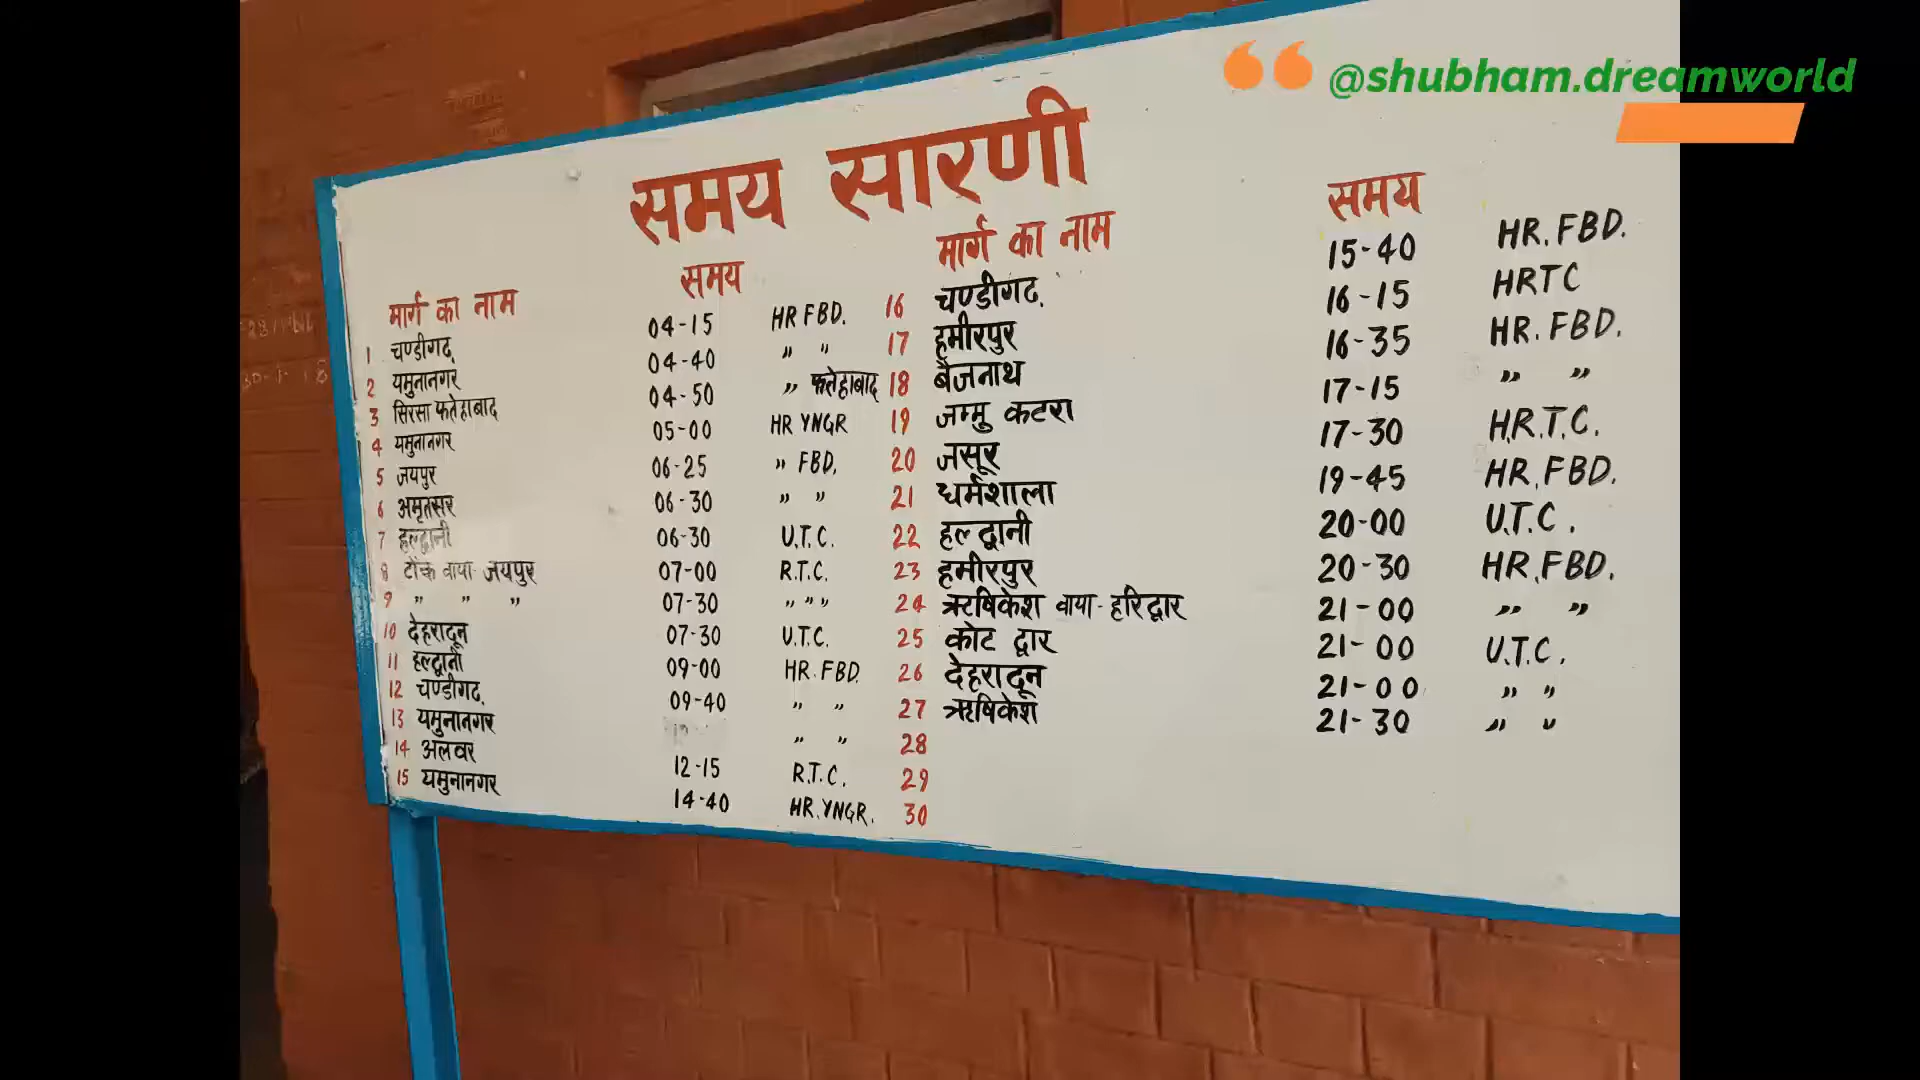 @shubham.dreamworld
समय सारणी
मार्ग का नाम समय
1 चण्डीगढ़ 04-15 HR FBD.
2 यमुनानगर 04-40 " "
3 सिरसा फतेहाबाद 04-50 " फतेहाबाद
4 यमुनानगर 05-00 HR YNGR
5 जयपुर 06-25 " FBD.
6 अमृतसर 06-30 " "
7 हल्द्वानी 06-30 U.T.C.
8 टोंक वाया- जयपुर 07-00 R.T.C.
9 " " " 07-30 " " "
10 देहरादून 07-30 U.T.C.
11 हल्द्वानी 09-00 HR. FBD.
12 चण्डीगढ़ 09-40 " "
13 यमुनानगर " "
14 अलवर 12-15 R.T.C.
15 यमुनानगर 14-40 HR. YNGR.
मार्ग का नाम समय
16 चण्डीगढ़ 15-40 HR. FBD.
17 हमीरपुर 16-15 HRTC
18 बैजनाथ 16-35 HR. FBD.
19 जम्मु कटरा 17-15 " "
20 जसूर 17-30 H.R.T.C.
21 धर्मशाला 19-45 HR. FBD.
22 हल्द्वानी 20-00 U.T.C.
23 हमीरपुर 20-30 HR. FBD.
24 ऋषिकेश वाया- हरिद्वार 21-00 " "
25 कोट द्वार 21-00 U.T.C.
26 देहरादून 21-00 " "
27 ऋषिकेश 21-30 " "
28
29
30